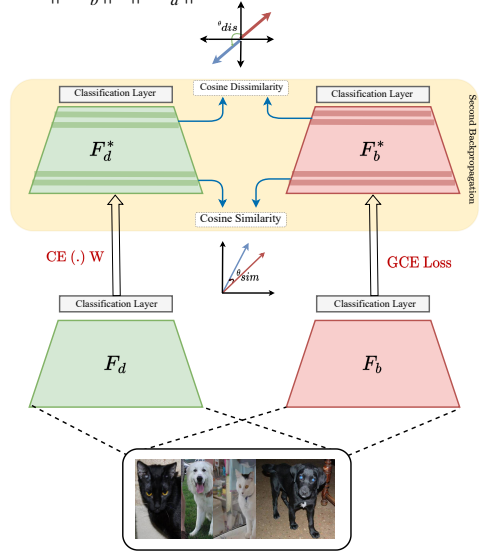 θdis
Classification Layer
Cosine Dissimilarity
Classification Layer
F*d
F*b
Second Backpropagation
Cosine Similarity
CE (.) W
θsim
GCE Loss
Classification Layer
Classification Layer
Fd
Fb